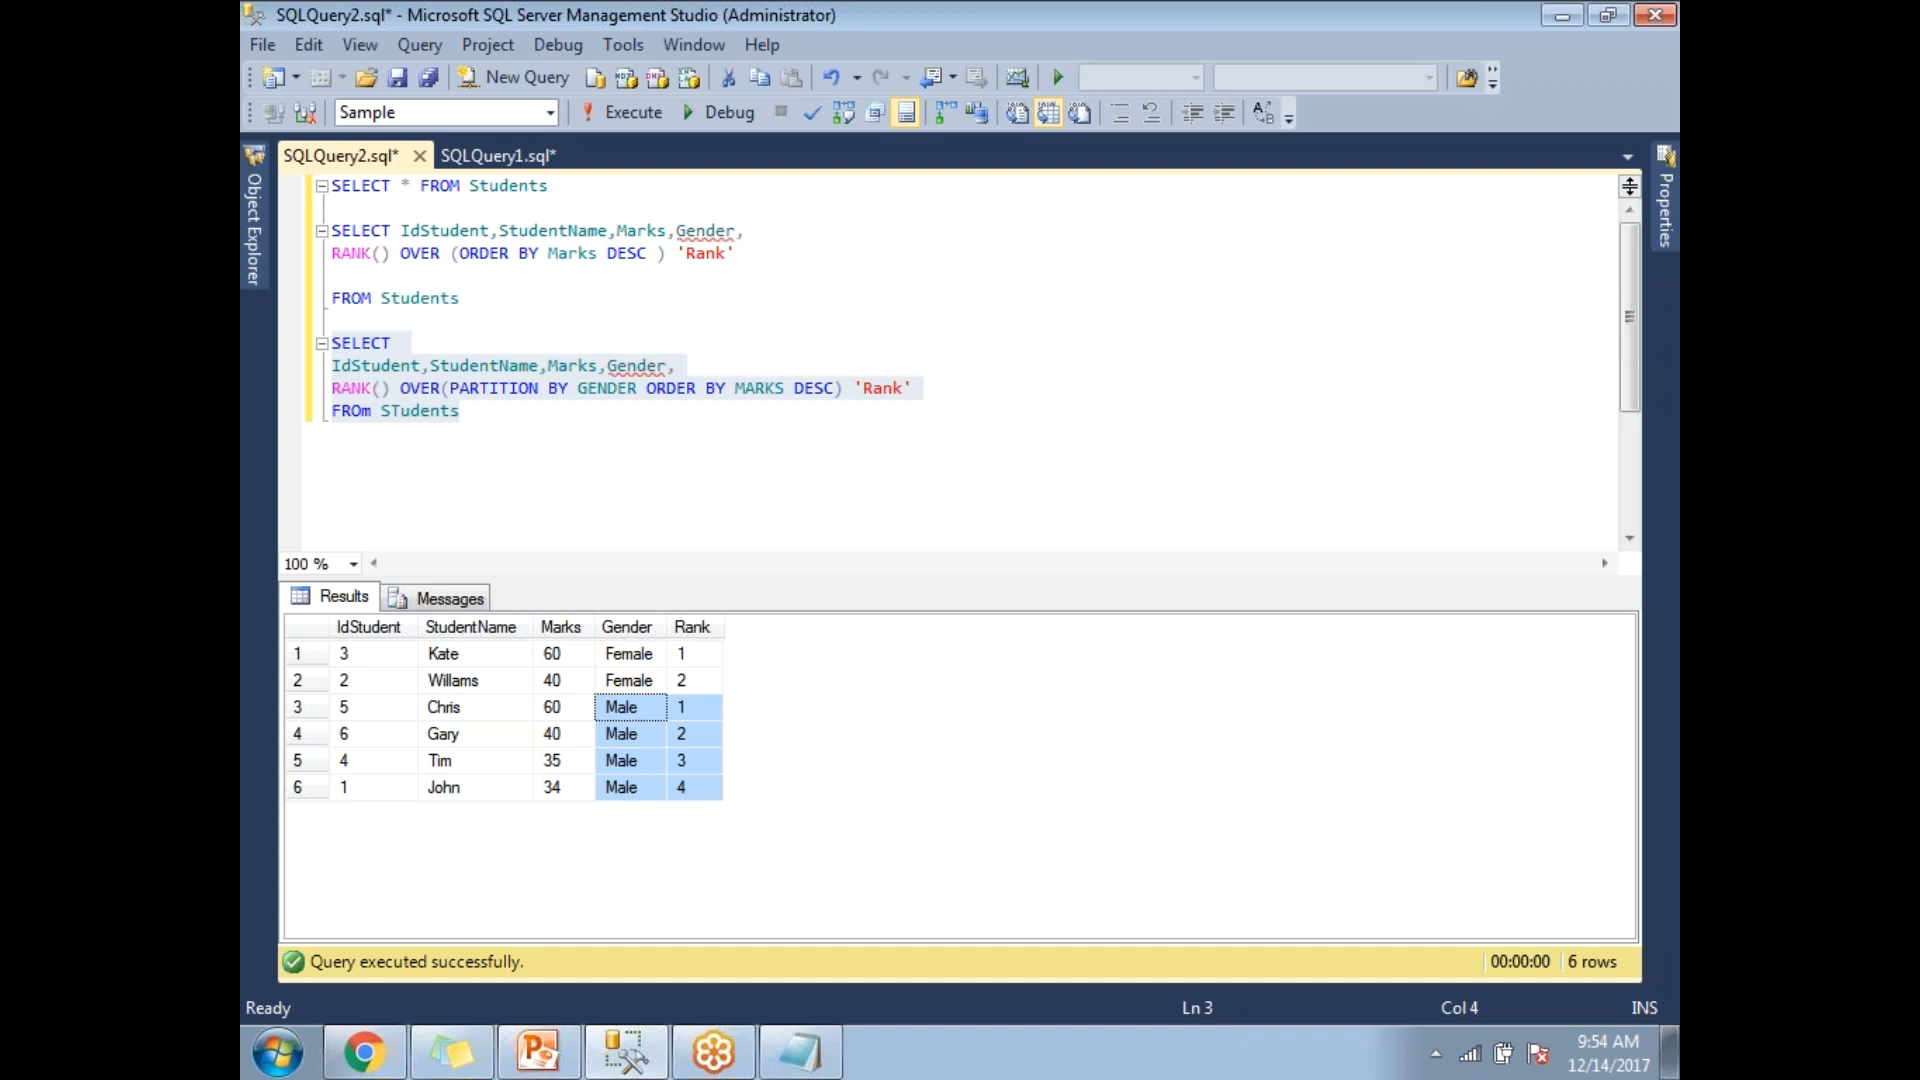 SQLQuery2.sql* - Microsoft SQL Server Management Studio (Administrator)
File Edit View Query Project Debug Tools Window Help
New Query
Sample Execute Debug
SQLQuery2.sql* SQLQuery1.sql*
Object Explorer
Properties
SELECT * FROM Students
SELECT IdStudent,StudentName,Marks,Gender,
RANK() OVER (ORDER BY Marks DESC ) 'Rank'
FROM Students
SELECT
IdStudent,StudentName,Marks,Gender,
RANK() OVER(PARTITION BY GENDER ORDER BY MARKS DESC) 'Rank'
FROm STudents
100 %
Results Messages
IdStudent StudentName Marks Gender Rank
1 3 Kate 60 Female 1
2 2 Willams 40 Female 2
3 5 Chris 60 Male 1
4 6 Gary 40 Male 2
5 4 Tim 35 Male 3
6 1 John 34 Male 4
Query executed successfully. 00:00:00 6 rows
Ready Ln 3 Col 4 INS
9:54 AM
12/14/2017